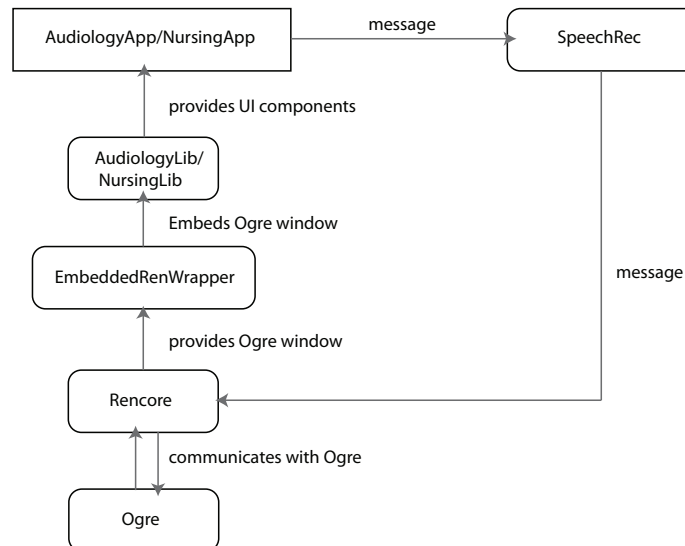 AudiologyApp/NursingApp
message
SpeechRec
provides UI components
AudiologyLib/
NursingLib
Embeds Ogre window
EmbeddedRenWrapper
message
provides Ogre window
Rencore
communicates with Ogre
Ogre